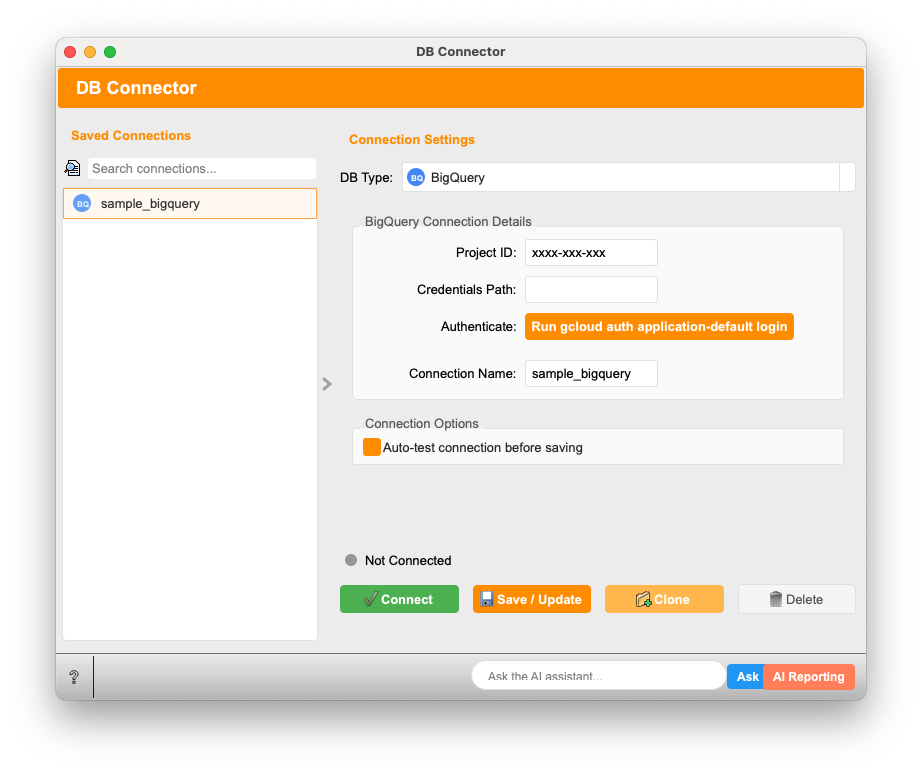 DB Connector
DB Connector
Saved Connections
Search connections...
BQ sample_bigquery
Connection Settings
DB Type: BQ BigQuery
BigQuery Connection Details
Project ID: xxxx-xxx-xxx
Credentials Path:
Authenticate: Run gcloud auth application-default login
Connection Name: sample_bigquery
>
Connection Options
Auto-test connection before saving
Not Connected
Connect Save / Update Clone Delete
? Ask the AI assistant... Ask AI Reporting